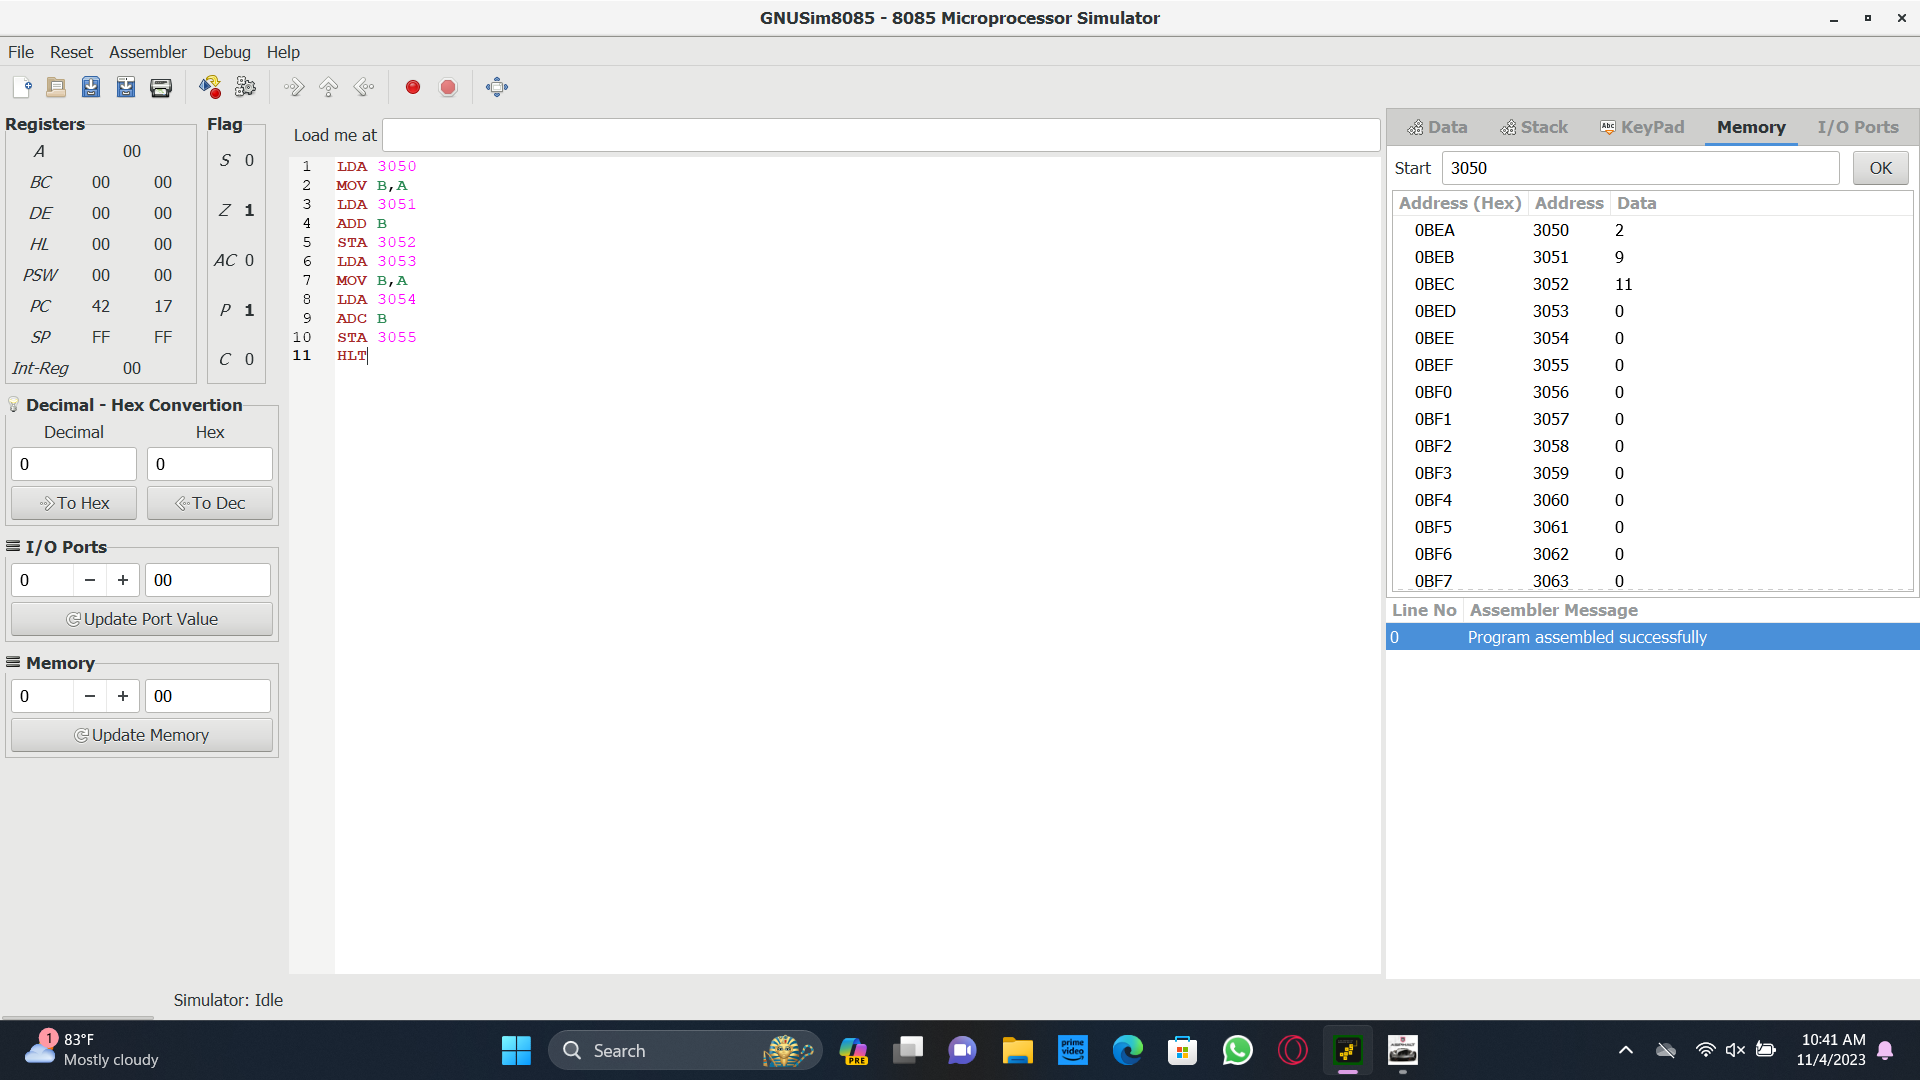 GNUSim8085 - 8085 Microprocessor Simulator
File Reset Assembler Debug Help
Registers
A 00
BC 00 00
DE 00 00
HL 00 00
PSW 00 00
PC 42 17
SP FF FF
Int-Reg 00
Flag
S 0
Z 1
AC 0
P 1
C 0
Decimal - Hex Convertion
Decimal Hex
0 0
To Hex To Dec
I/O Ports
0 − + 00
Update Port Value
Memory
0 − + 00
Update Memory
Load me at
1 LDA 3050
2 MOV B,A
3 LDA 3051
4 ADD B
5 STA 3052
6 LDA 3053
7 MOV B,A
8 LDA 3054
9 ADC B
10 STA 3055
11 HLT
Data Stack Abc KeyPad Memory I/O Ports
Start 3050 OK
Address (Hex) Address Data
0BEA 3050 2
0BEB 3051 9
0BEC 3052 11
0BED 3053 0
0BEE 3054 0
0BEF 3055 0
0BF0 3056 0
0BF1 3057 0
0BF2 3058 0
0BF3 3059 0
0BF4 3060 0
0BF5 3061 0
0BF6 3062 0
0BF7 3063 0
Line No Assembler Message
0 Program assembled successfully
Simulator: Idle
1 83°F
Mostly cloudy
Search
PRE
prime video
10:41 AM
11/4/2023